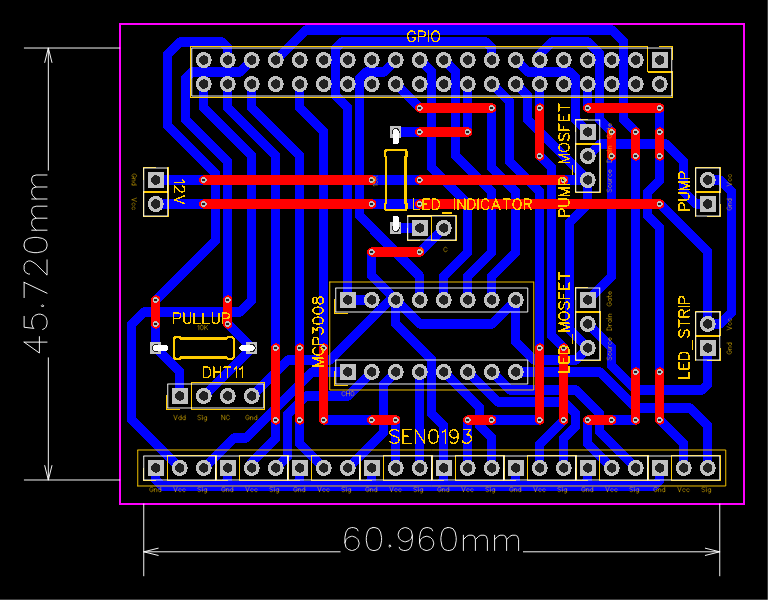 GPIO
PUMP_MOSFET
Gate
Drain
Source
Gnd
Vcc
12V
PUMP
Vcc
Gnd
LED_INDICATOR
C
45.720mm
PULLUP
10K
MCP3008
CH0
LED_MOSFET
Gate
Drain
Source
LED_STRIP
Vcc
Gnd
DHT11
Vdd Sig NC Gnd
SEN0193
Gnd Vcc Sig Gnd Vcc Sig Gnd Vcc Sig Gnd Vcc Sig Gnd Vcc Sig Gnd Vcc Sig Gnd Vcc Sig Gnd Vcc Sig
60.960mm